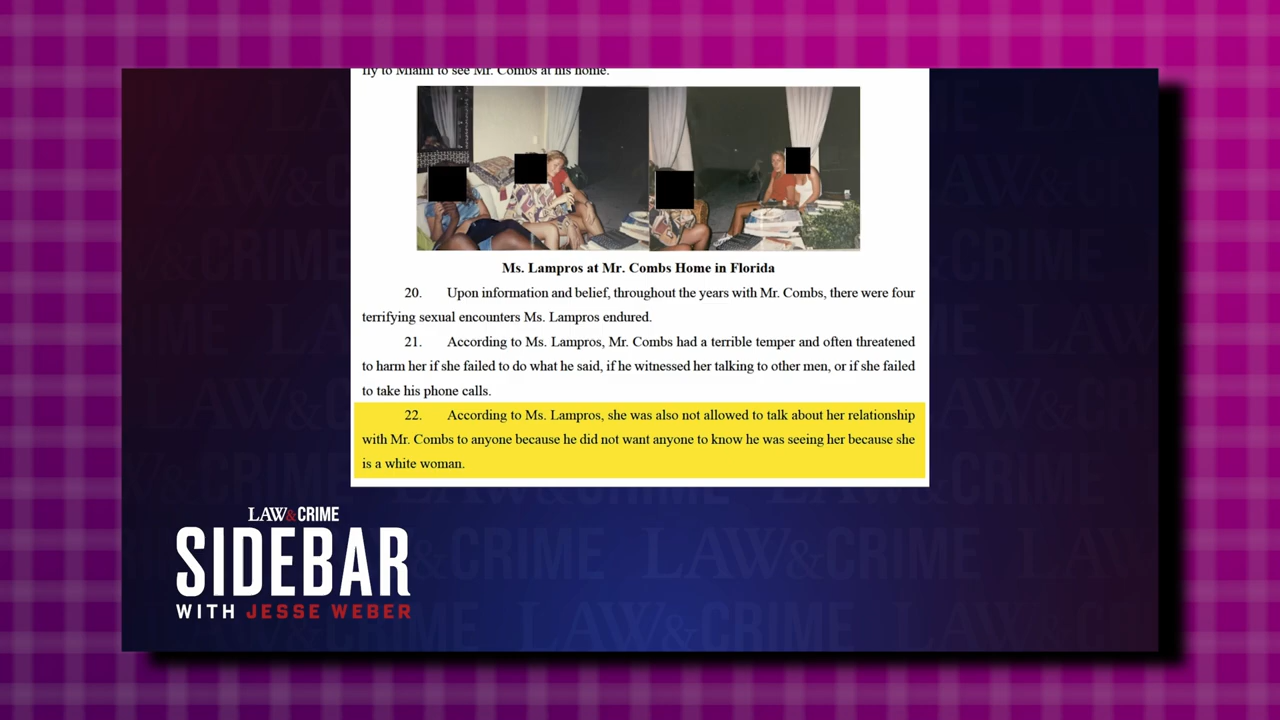 fly to Miami to see Mr. Combs at his home.
Ms. Lampros at Mr. Combs Home in Florida
20. Upon information and belief, throughout the years with Mr. Combs, there were four
terrifying sexual encounters Ms. Lampros endured.
21. According to Ms. Lampros, Mr. Combs had a terrible temper and often threatened
to harm her if she failed to do what he said, if he witnessed her talking to other men, or if she failed
to take his phone calls.
22. According to Ms. Lampros, she was also not allowed to talk about her relationship
with Mr. Combs to anyone because he did not want anyone to know he was seeing her because she
is a white woman.
LAW&CRIME
SIDEBAR
WITH JESSE WEBER